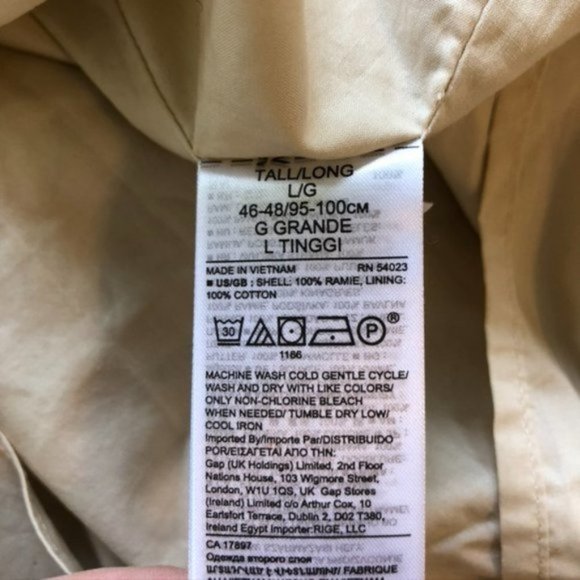 TALL/LONG
L/G
46-48/95-100CM
G GRANDE
L TINGGI
MADE IN VIETNAM RN 54023
■ US/GB : SHELL: 100% RAMIE, LINING:
100% COTTON
30 P®
1166
MACHINE WASH COLD GENTLE CYCLE/
WASH AND DRY WITH LIKE COLORS/
ONLY NON-CHLORINE BLEACH
WHEN NEEDED/ TUMBLE DRY LOW/
COOL IRON
Imported By/Importe Par/DISTRIBUIDO
POR/ΕΙΣΑΓΕΤΑΙ ΑΠΟ:
Gap (UK Holdings) Limited, 2nd Floor
Nations House, 103 Wigmore Street,
London, W1U 1QS, UK Gap Stores
(Ireland) Limited c/o Arthur Cox, 10
Earlsfort Terrace, Dublin 2, D02 T380,
Ireland Egypt Importer:RIGE, LLC
CA 17897
Одежда второго слоя
FABRIQUE